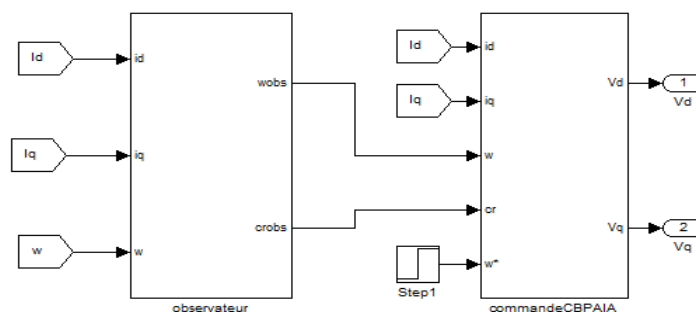 Id
id
wobs
Iq
iq
w
w
crobs
observateur
Id
id
Iq
iq
w
cr
Step1
w*
Vd
1
Vd
Vq
2
Vq
commandeCBPAIA